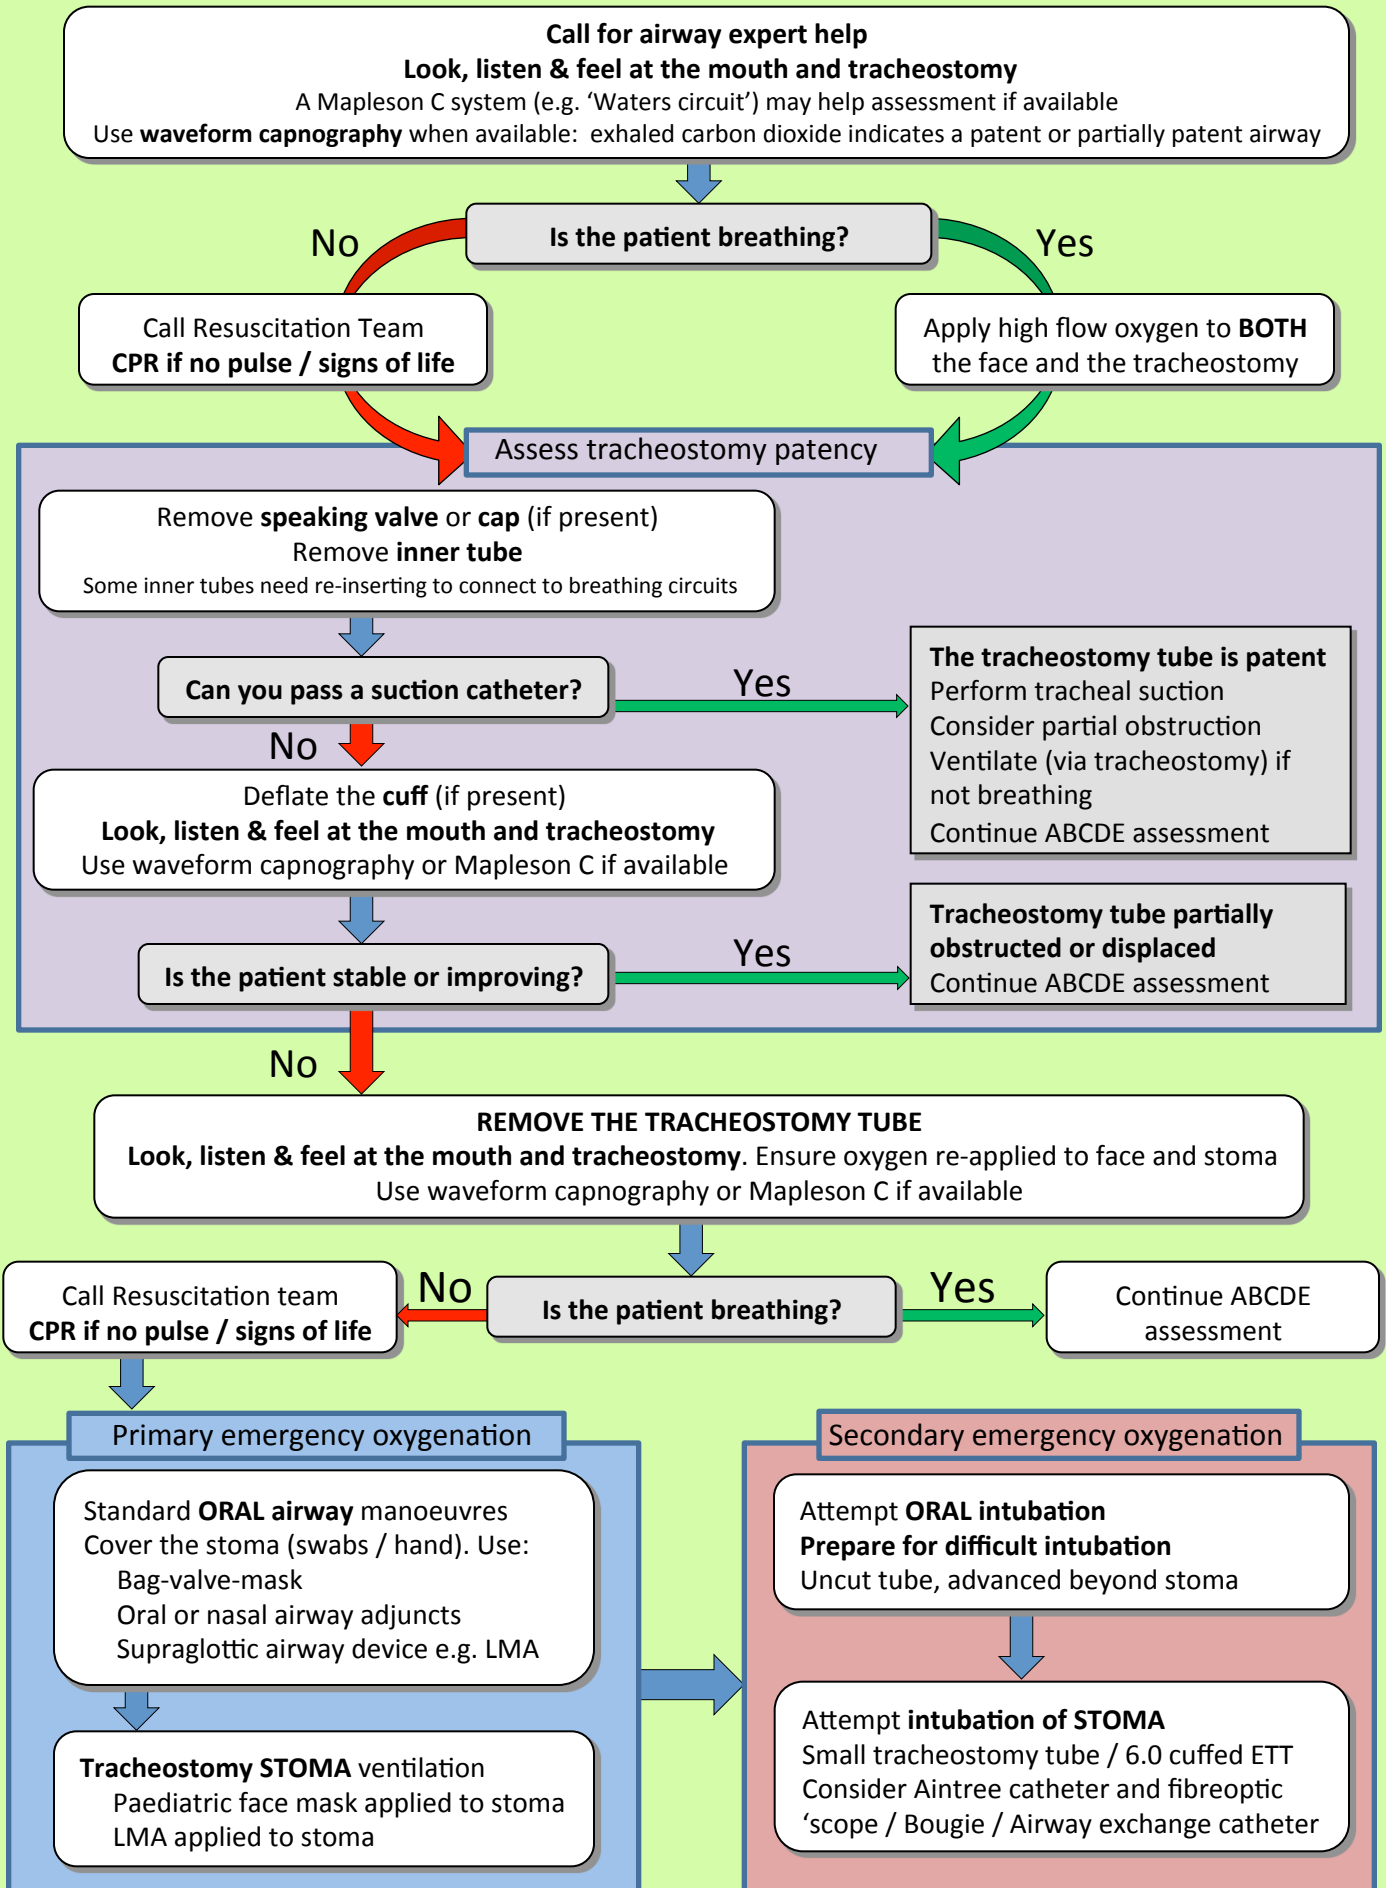 Call for airway expert help
Look, listen & feel at the mouth and tracheostomy
A Mapleson C system (e.g. ‘Waters circuit’) may help assessment if available
Use waveform capnography when available: exhaled carbon dioxide indicates a patent or partially patent airway
No
Is the patient breathing?
Yes
Call Resuscitation Team
CPR if no pulse / signs of life
Apply high flow oxygen to BOTH
the face and the tracheostomy
Assess tracheostomy patency
Remove speaking valve or cap (if present)
Remove inner tube
Some inner tubes need re-inserting to connect to breathing circuits
Can you pass a suction catheter?
Yes
The tracheostomy tube is patent
Perform tracheal suction
Consider partial obstruction
Ventilate (via tracheostomy) if
not breathing
Continue ABCDE assessment
No
Deflate the cuff (if present)
Look, listen & feel at the mouth and tracheostomy
Use waveform capnography or Mapleson C if available
Is the patient stable or improving?
Yes
Tracheostomy tube partially
obstructed or displaced
Continue ABCDE assessment
No
REMOVE THE TRACHEOSTOMY TUBE
Look, listen & feel at the mouth and tracheostomy. Ensure oxygen re-applied to face and stoma
Use waveform capnography or Mapleson C if available
Call Resuscitation team
CPR if no pulse / signs of life
No
Is the patient breathing?
Yes
Continue ABCDE
assessment
Primary emergency oxygenation
Standard ORAL airway manoeuvres
Cover the stoma (swabs / hand). Use:
Bag-valve-mask
Oral or nasal airway adjuncts
Supraglottic airway device e.g. LMA
Tracheostomy STOMA ventilation
Paediatric face mask applied to stoma
LMA applied to stoma
Secondary emergency oxygenation
Attempt ORAL intubation
Prepare for difficult intubation
Uncut tube, advanced beyond stoma
Attempt intubation of STOMA
Small tracheostomy tube / 6.0 cuffed ETT
Consider Aintree catheter and fibreoptic
‘scope / Bougie / Airway exchange catheter